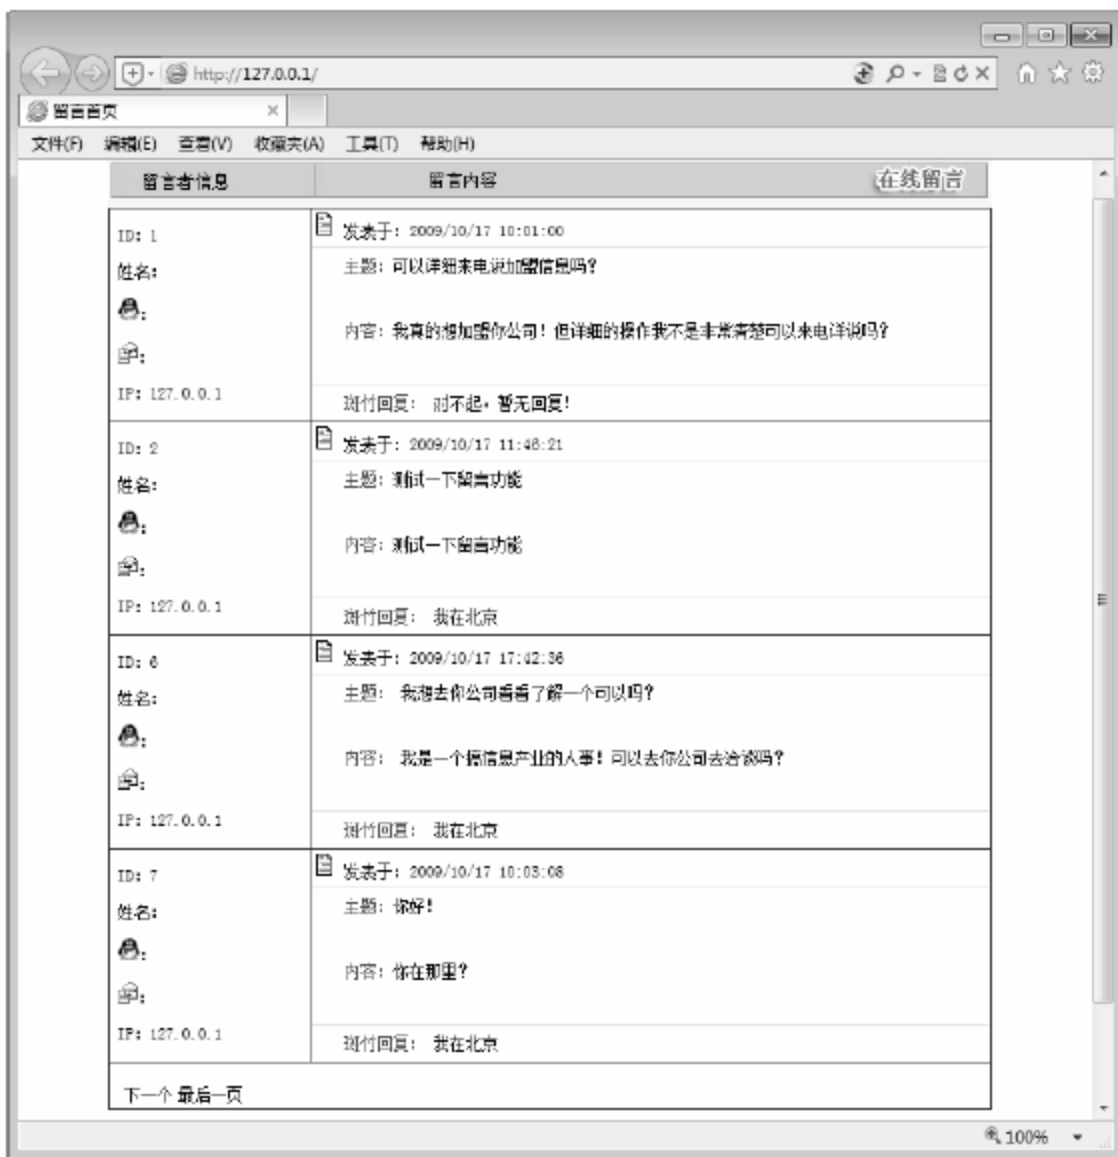 http://127.0.0.1/
留言首页
文件(F) 编辑(E) 查看(V) 收藏夹(A) 工具(T) 帮助(H)
留言者信息 留言内容 在线留言
ID: 1
发表于: 2009/10/17 10:01:00
姓名:
主题: 可以详细来电说加盟信息吗?
:
内容: 我真的想加盟你公司! 但详细的操作我不是非常清楚可以来电详说吗?
:
IP: 127.0.0.1
斑竹回复: 对不起,暂无回复!
ID: 2
发表于: 2009/10/17 11:46:21
姓名:
主题: 测试一下留言功能
:
内容: 测试一下留言功能
:
IP: 127.0.0.1
斑竹回复: 我在北京
ID: 6
发表于: 2009/10/17 17:42:36
姓名:
主题: 我想去你公司看看了解一个可以吗?
:
内容: 我是一个搞信息产业的人事! 可以去你公司去洽谈吗?
:
IP: 127.0.0.1
斑竹回复: 我在北京
ID: 7
发表于: 2009/10/17 10:03:08
姓名:
主题: 你好!
:
内容: 你在那里?
:
IP: 127.0.0.1
斑竹回复: 我在北京
下一个 最后一页
100%